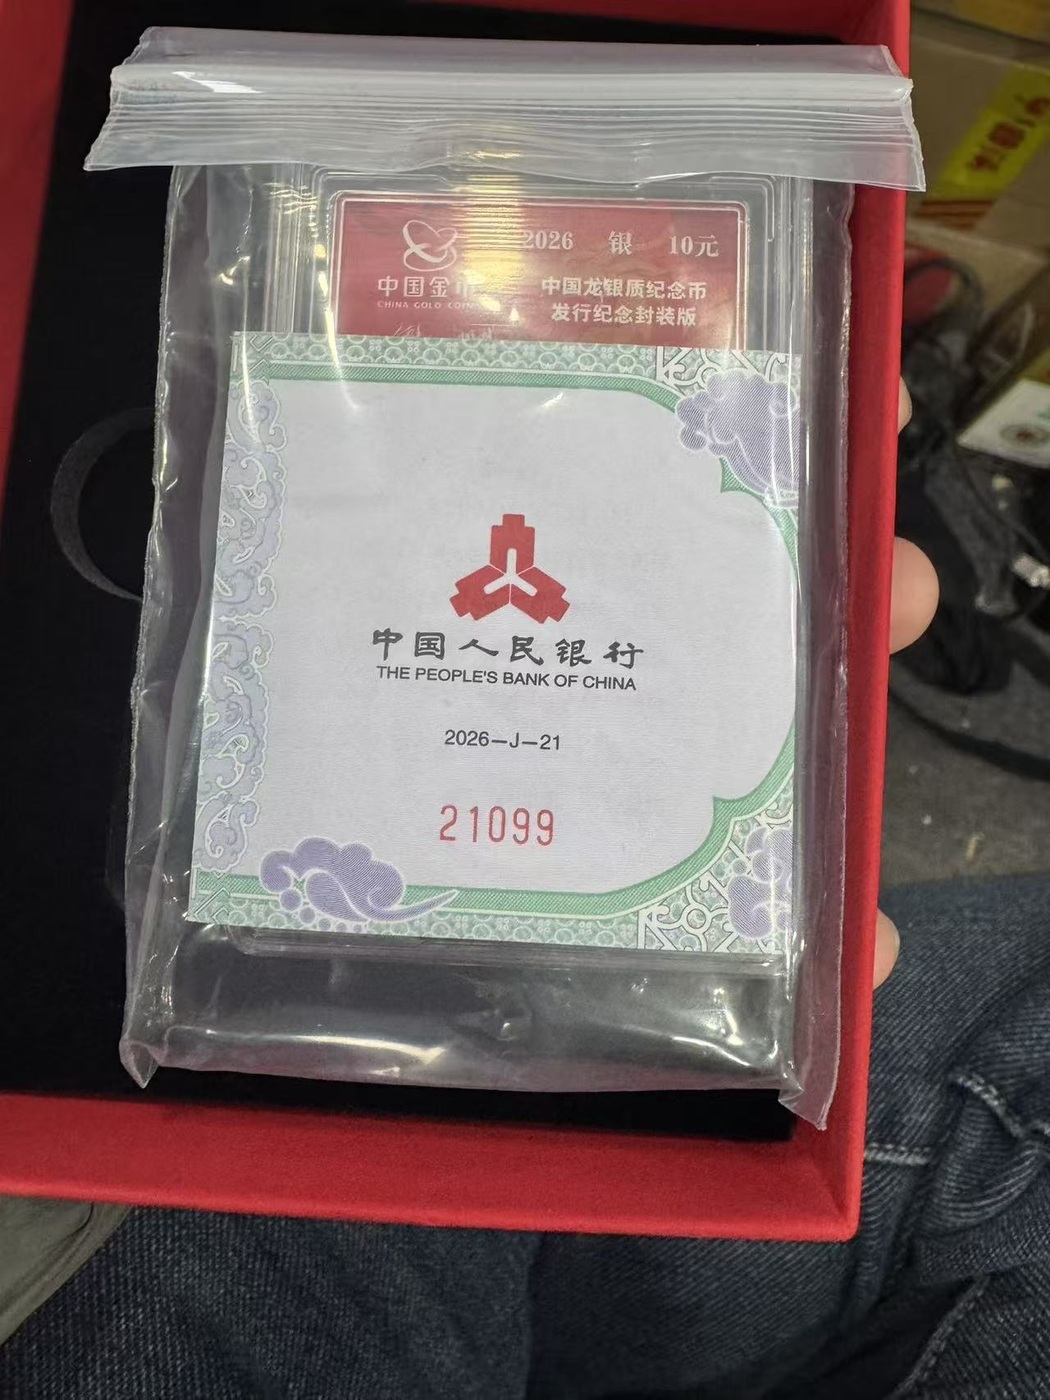 2026 银 10元
中国金币
CHINA GOLD COIN
中国龙银质纪念币
发行纪念封装版
中国人民银行
THE PEOPLE'S BANK OF CHINA
2026-J-21
21099